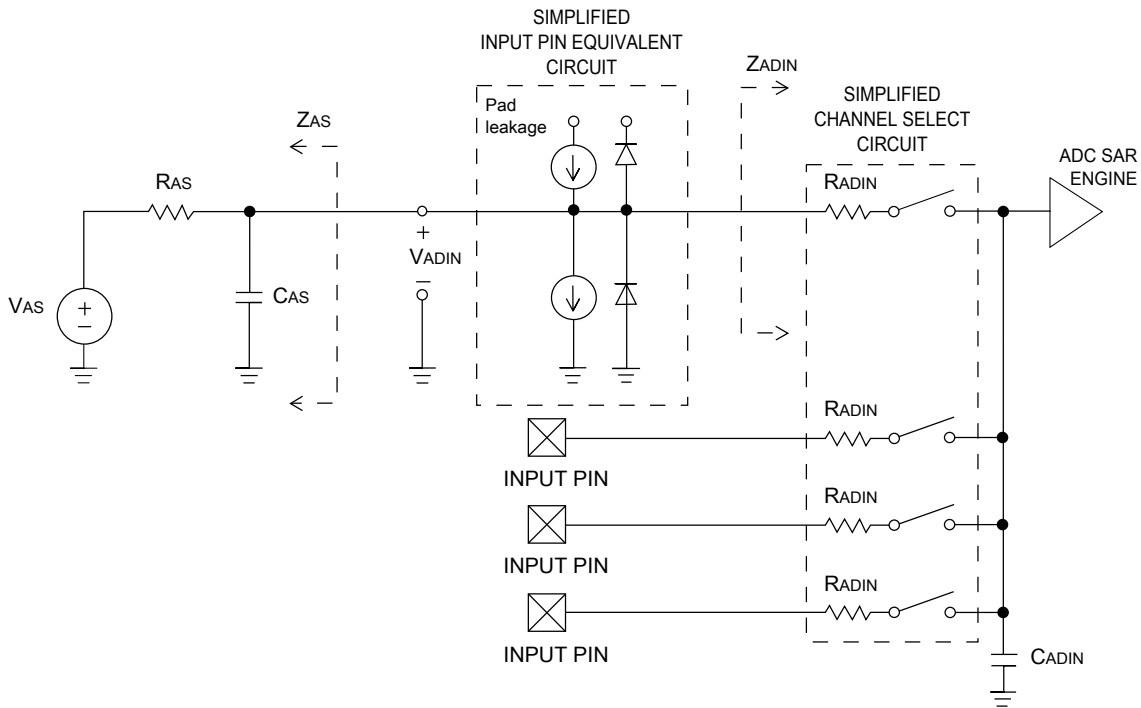 SIMPLIFIED
INPUT PIN EQUIVALENT
CIRCUIT
Pad
leakage
ZAS
ZADIN
SIMPLIFIED
CHANNEL SELECT
CIRCUIT
ADC SAR
ENGINE
RAS
RADIN
+
VADIN
–
VAS
+
–
CAS
RADIN
INPUT PIN
RADIN
INPUT PIN
RADIN
INPUT PIN
CADIN